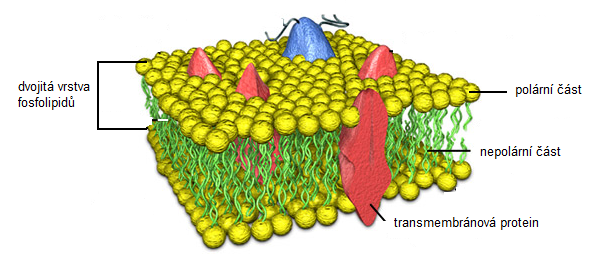 dvojitá vrstva
fosfolipidů
polární část
nepolární část
transmembránová protein